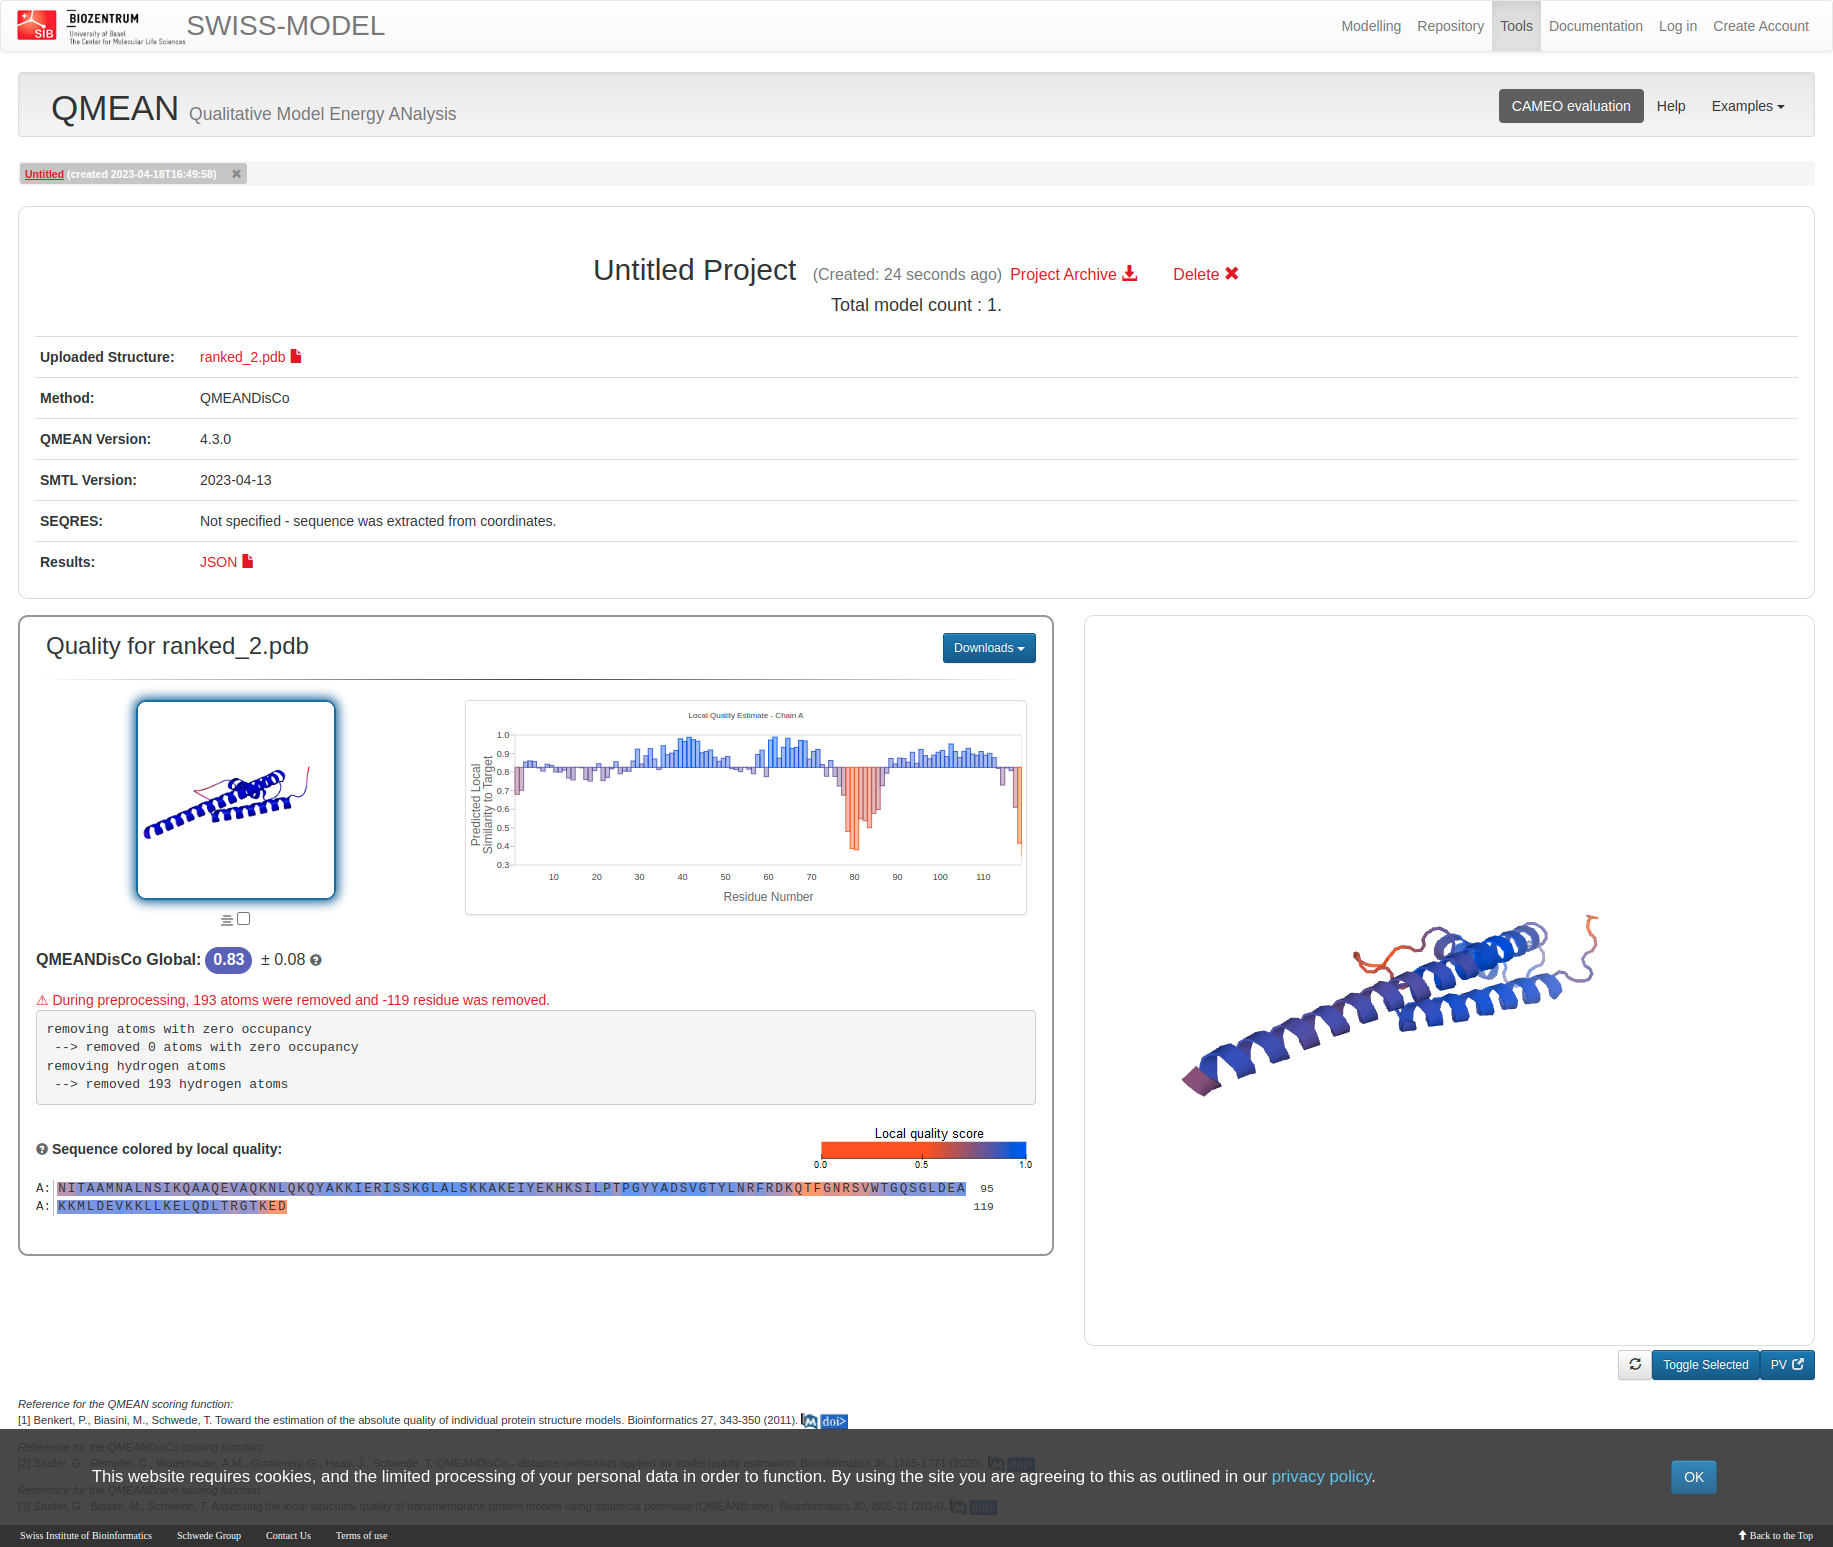 SIB
BIOZENTRUM
University of Basel
The Center for Molecular Life Sciences
SWISS-MODEL
Modelling Repository Tools Documentation Log in Create Account
QMEAN Qualitative Model Energy ANalysis
CAMEO evaluation Help Examples
Untitled (created 2023-04-18T16:49:58)
Untitled Project (Created: 24 seconds ago) Project Archive Delete
Total model count : 1.
Uploaded Structure: ranked_2.pdb
Method: QMEANDisCo
QMEAN Version: 4.3.0
SMTL Version: 2023-04-13
SEQRES: Not specified - sequence was extracted from coordinates.
Results: JSON
Quality for ranked_2.pdb
Downloads
Local Quality Estimate - Chain A
Predicted Local
Similarity to Target
1.0
0.9
0.8
0.7
0.6
0.5
0.4
0.3
10 20 30 40 50 60 70 80 90 100 110
Residue Number
QMEANDisCo Global: 0.83 ± 0.08
⚠ During preprocessing, 193 atoms were removed and -119 residue was removed.
removing atoms with zero occupancy
--> removed 0 atoms with zero occupancy
removing hydrogen atoms
--> removed 193 hydrogen atoms
Sequence colored by local quality:
Local quality score
0.0 0.5 1.0
A: NITAAMNALNSIKQAAQEVAQKNLQKQYAKKIERISSKGLALSKKAKEIYEKHKSILPTPGYYADSVGTYLNRFRDKQTFGNRSVWTGQSGLDEA 95
A: KKMLDEVKKLLKELQDLTRGTKED 119
Toggle Selected PV
Reference for the QMEAN scoring function:
[1] Benkert, P., Biasini, M., Schwede, T. Toward the estimation of the absolute quality of individual protein structure models. Bioinformatics 27, 343-350 (2011). doi>
Reference for the QMEANDisCo scoring function:
[2] Studer, G., Rempfer, C., Waterhouse, A.M., Gumienny, G., Haas, J., Schwede, T. QMEANDisCo - distance constraints applied on model quality estimation. Bioinformatics 36, 1765-1771 (2020). doi>
This website requires cookies, and the limited processing of your personal data in order to function. By using the site you are agreeing to this as outlined in our privacy policy.
OK
Reference for the QMEANBrane scoring function:
[3] Studer, G., Biasini, M., Schwede, T. Assessing the local structural quality of transmembrane protein models using statistical potentials (QMEANBrane). Bioinformatics 30, i505-11 (2014). doi>
Swiss Institute of Bioinformatics Schwede Group Contact Us Terms of use
Back to the Top